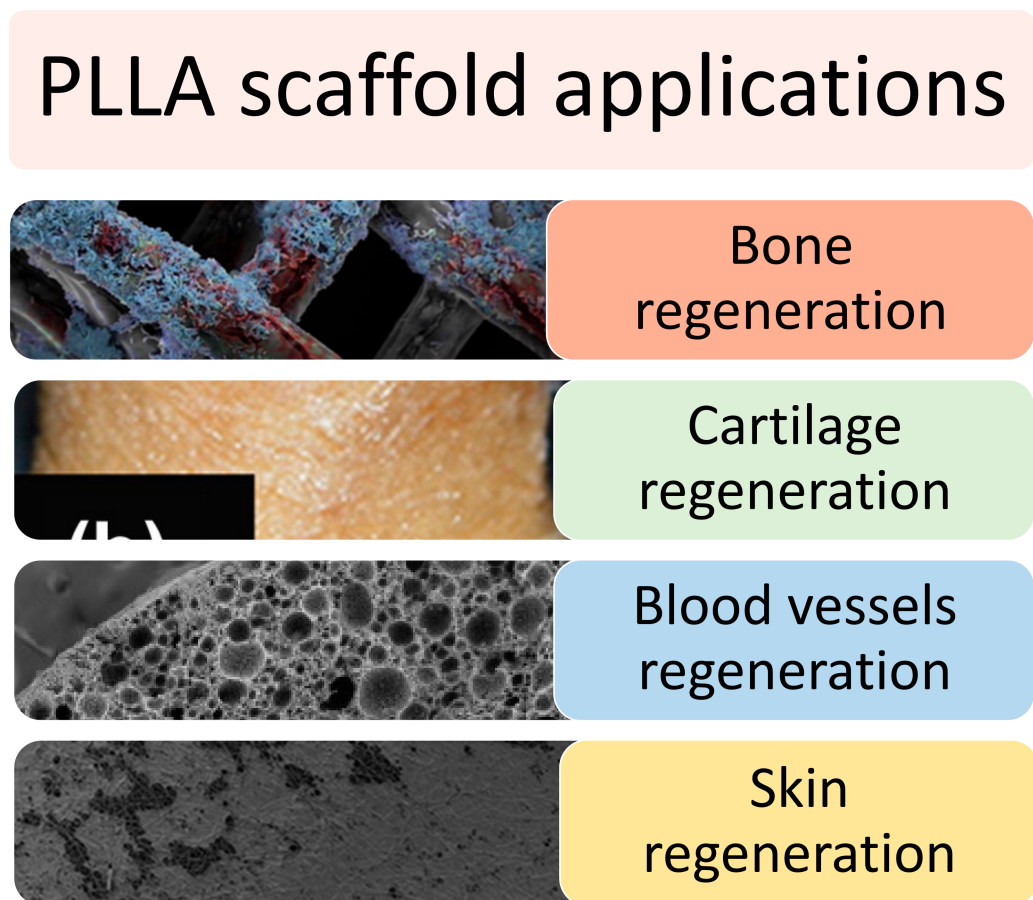 PLLA scaffold applications
Bone
regeneration
Cartilage
regeneration
Blood vessels
regeneration
Skin
regeneration